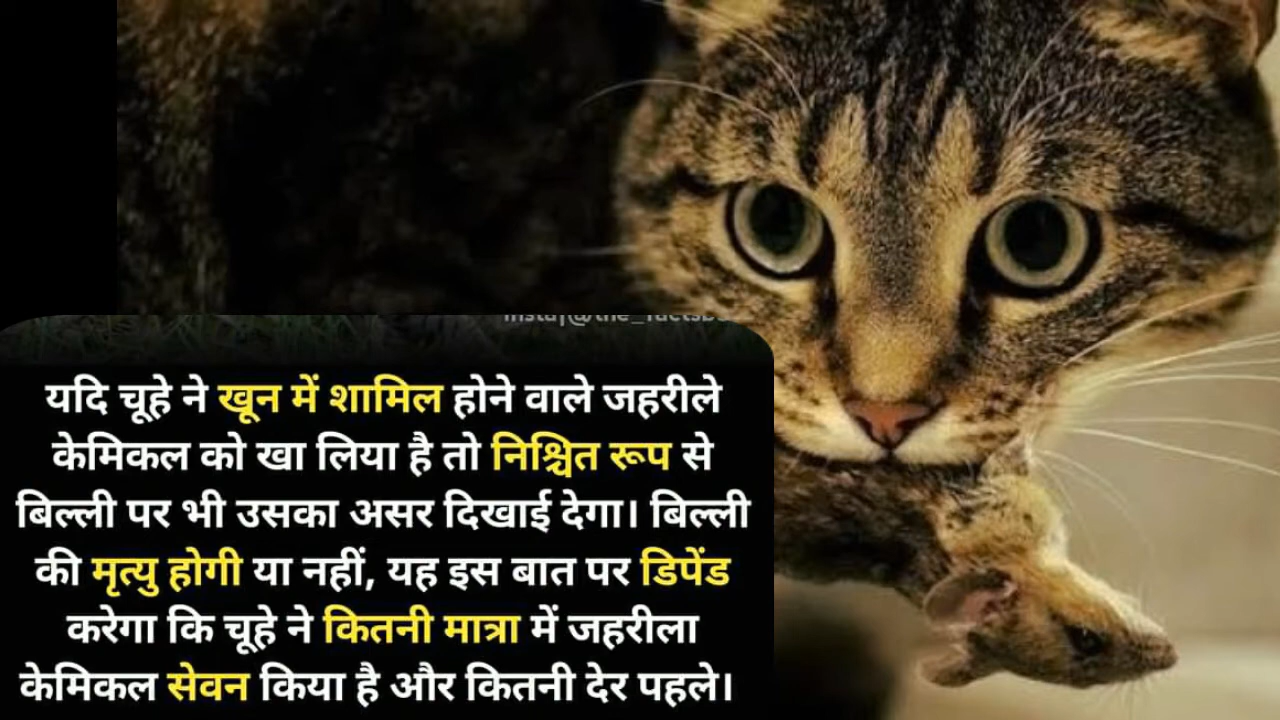 यदि चूहे ने खून में शामिल होने वाले जहरीले
केमिकल को खा लिया है तो निश्चित रूप से
बिल्ली पर भी उसका असर दिखाई देगा। बिल्ली
की मृत्यु होगी या नहीं, यह इस बात पर डिपेंड
करेगा कि चूहे ने कितनी मात्रा में जहरीला
केमिकल सेवन किया है और कितनी देर पहले।